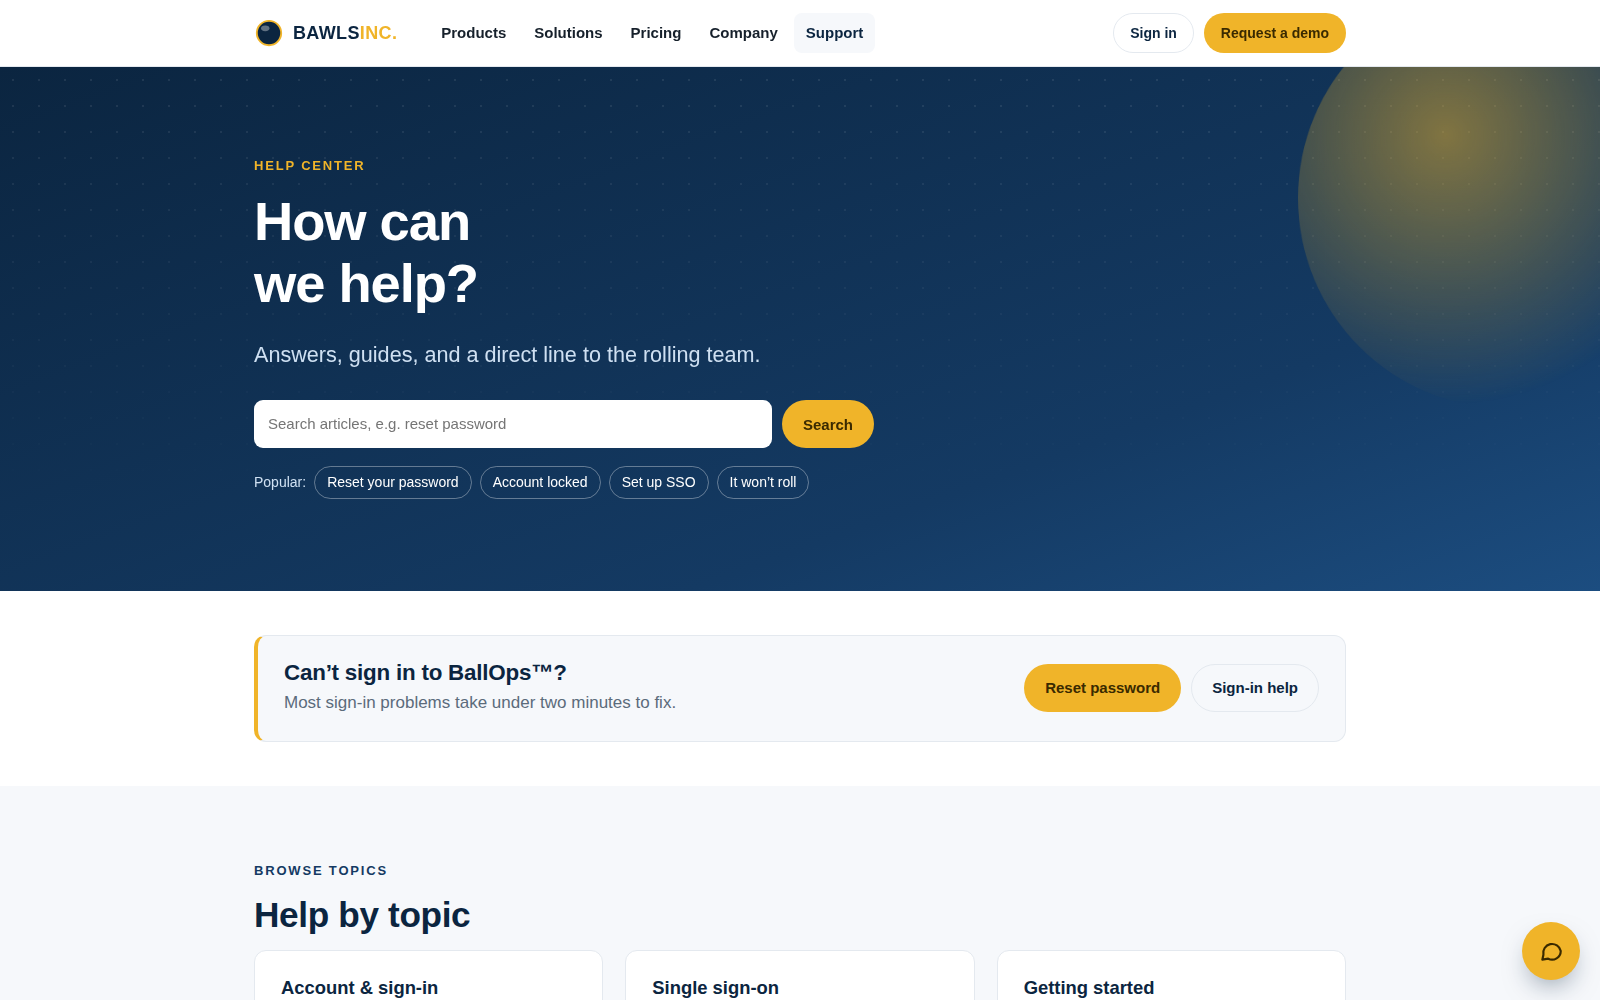 BAWLSINC. Products Solutions Pricing Company Support Sign in Request a demo
HELP CENTER
How can
we help?
Answers, guides, and a direct line to the rolling team.
Search articles, e.g. reset password Search
Popular: Reset your password Account locked Set up SSO It won’t roll
Can’t sign in to BallOps™?
Most sign-in problems take under two minutes to fix.
Reset password Sign-in help
BROWSE TOPICS
Help by topic
Account & sign-in Single sign-on Getting started